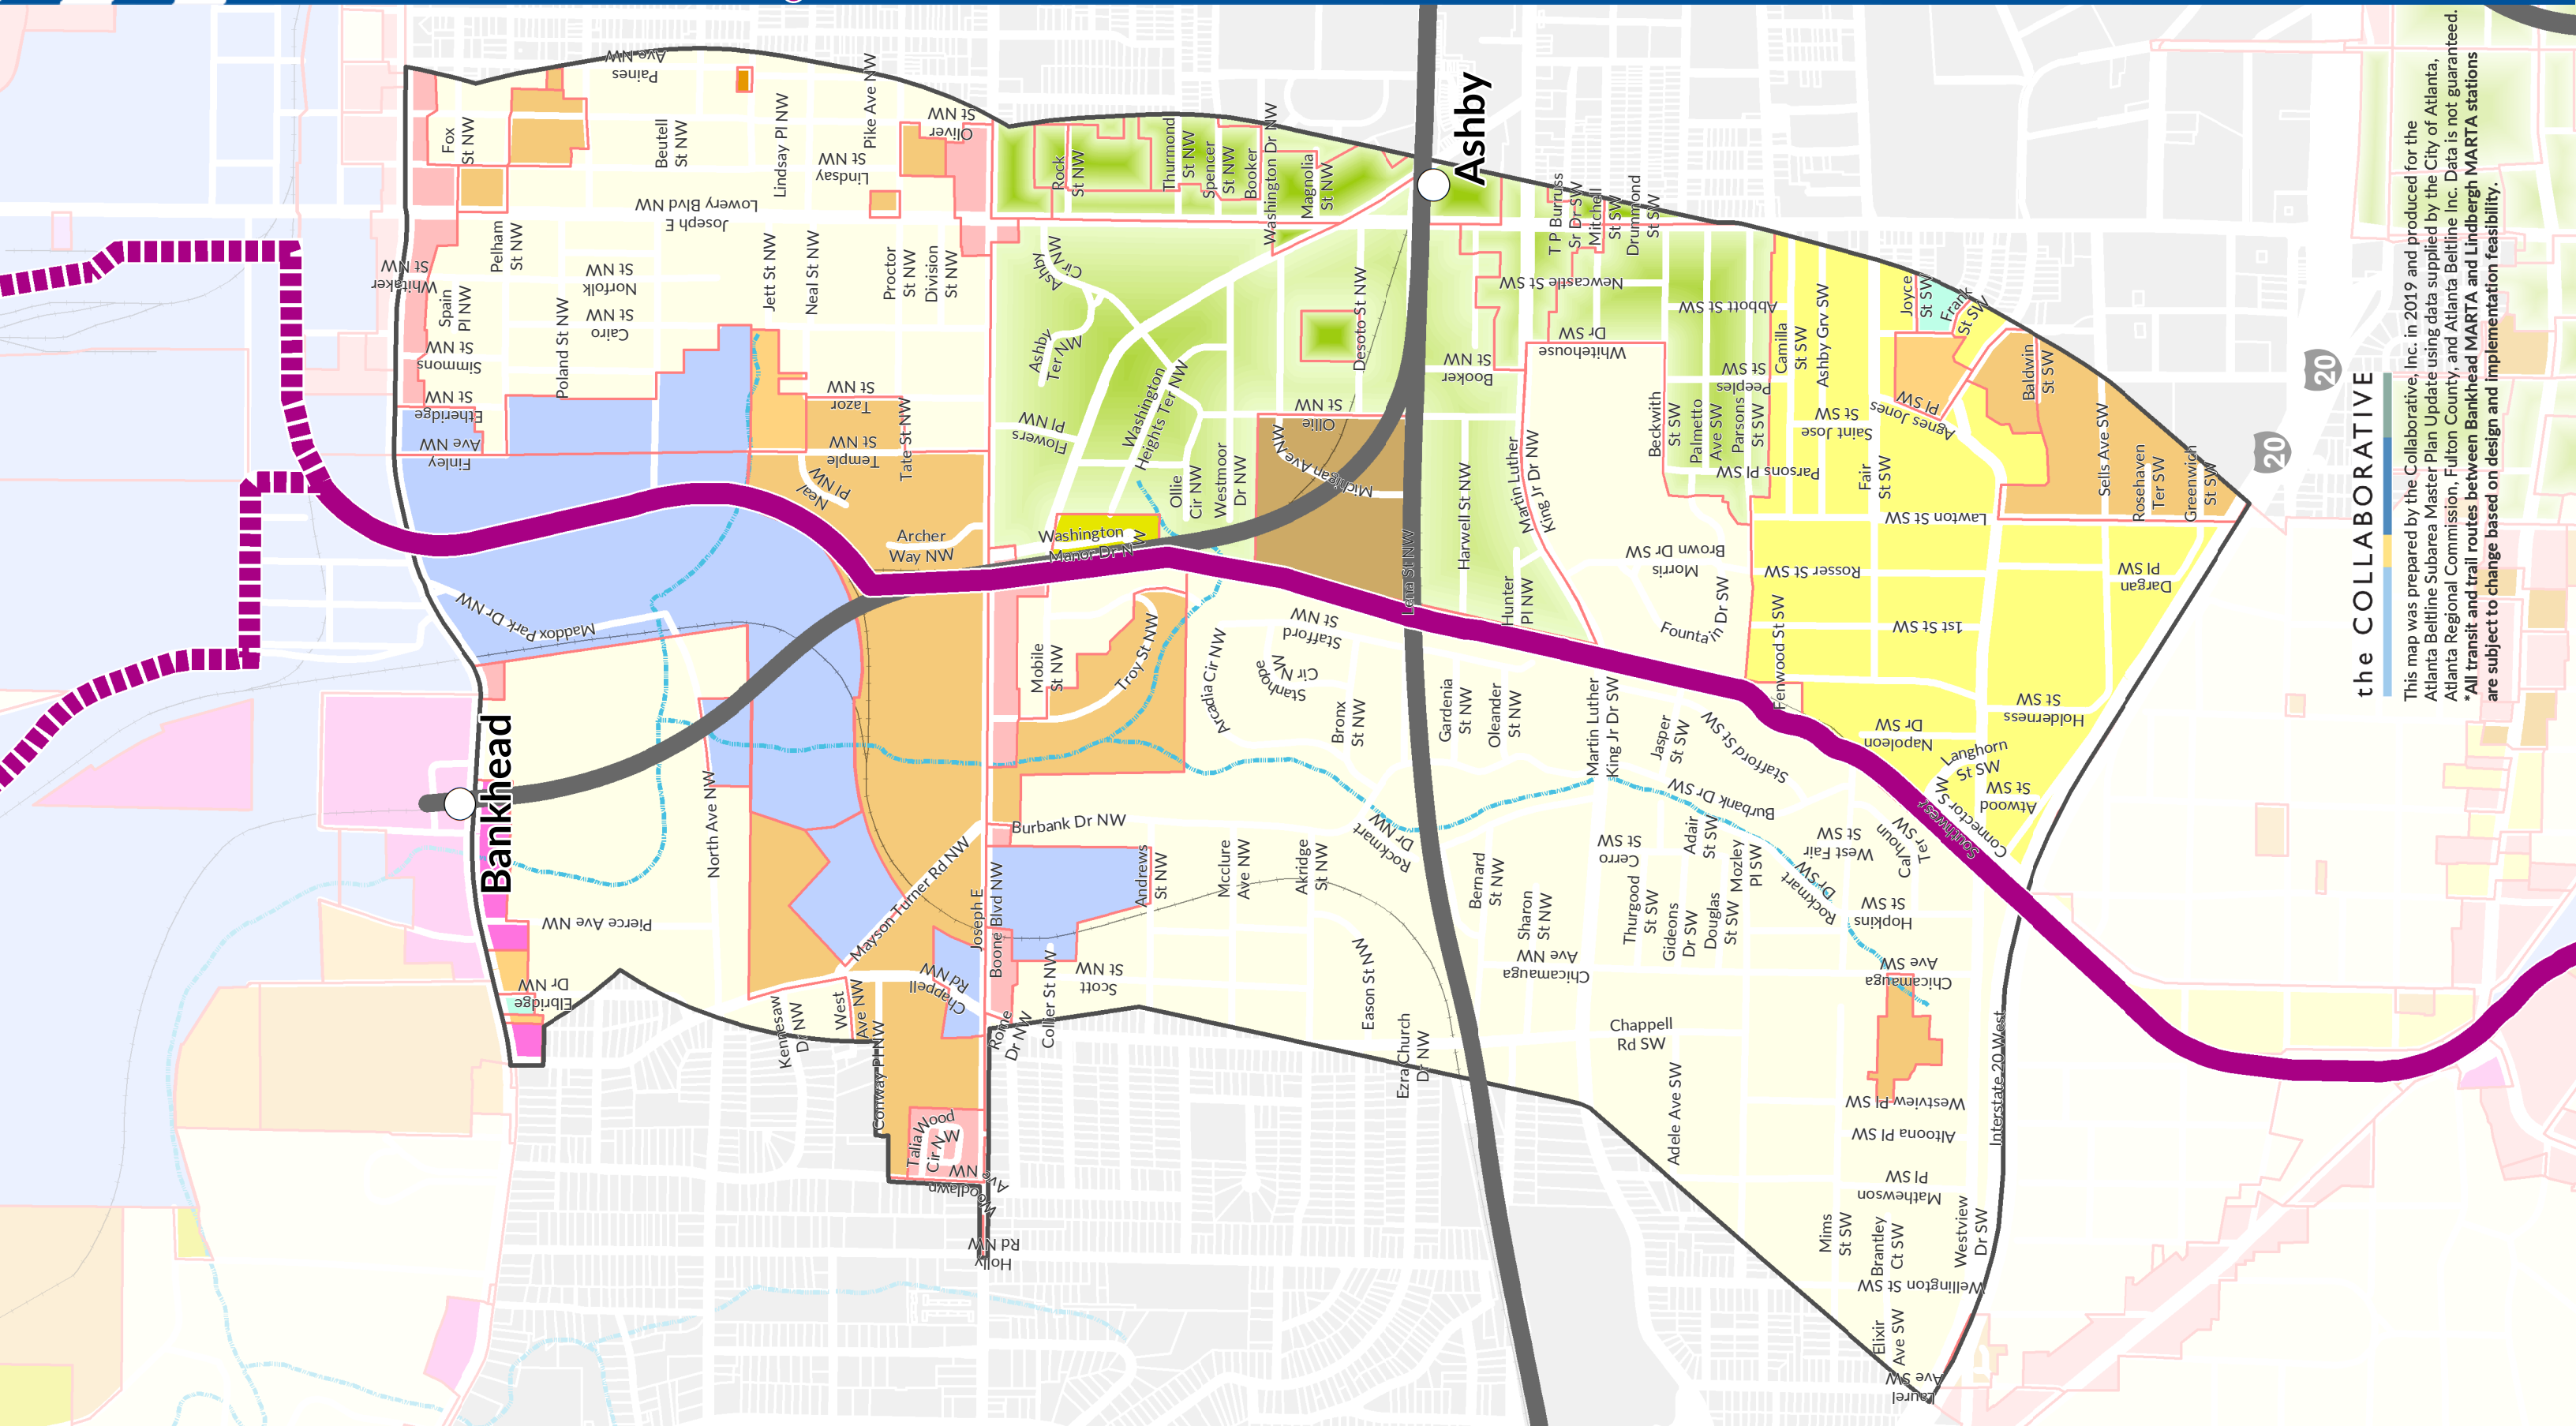 Paines
Ave NW
Fox
St NW
Beutell
St NW
Lindsay Pl NW
Pike Ave NW
Lindsay
St NW
Oliver
St NW
Joseph E
Lowery Blvd NW
Whitaker
St NW
Pelham
St NW
Spain
Pl NW
Norfolk
St NW
Cairo
St NW
Simmons
St NW
Poland St NW
Etheridge
St NW
Finley
Ave NW
Jett St NW
Neal St NW
Proctor
St NW
Division
St NW
Tazor
St NW
Temple
St NW
Tate St NW
Neal
Pl NW
Archer
Way NW
Maddox Park Dr NW
Bankhead
North Ave NW
Pierce Ave NW
Elbridge
Dr NW
Mayson Turner Rd NW
Chappell
Rd NW
Kennesaw
Dr NW
West
Ave NW
Conway Pl NW
Talia Wood
Cir NW
Woodlawn
Ave NW
Holly
Rd NW
Joseph E
Boone Blvd NW
Rome
Dr NW
Collier St NW
Scott
St NW
Andrews
St NW
Burbank Dr NW
Mobile
St NW
Troy St NW
Mcclure
Ave NW
Akridge
St NW
Arcadia Cir NW
Stanhope
Cir NW
Stafford
St NW
Bronx
St NW
Rockmart
Dr NW
Eason St NW
Ezra Church
Dr NW
Rock
St NW
Thurmond
St NW
Spencer
St NW
Booker
Washington Dr NW
Magnolia
St NW
Ashby
Ashby
Cir NW
Ashby
Ter NW
Flowers
Pl NW
Washington
Heights Ter NW
Washington
Manor Dr NW
Ollie
Cir NW
Westmoor
Dr NW
Desoto St NW
Ollie
St NW
Michigan Ave NW
Lena St NW
Booker
St NW
Harwell St NW
Hunter
Pl NW
Martin Luther
King Jr Dr NW
Newcastle St SW
Whitehouse
Dr SW
T P Burruss
Sr Dr SW
Mitchell
St SW
Drummond
St SW
Abbott St SW
Peeples
St SW
Beckwith
St SW
Palmetto
Ave SW
Parsons
St SW
Parsons Pl SW
Camilla
St SW
Ashby Grv SW
Saint Jose
St SW
Fair
St SW
Agnes Jones
Pl SW
Joyce
St SW
Frank
St SW
Baldwin
St SW
Sells Ave SW
Rosehaven
Ter SW
Greenwich
St SW
Lawton St SW
Rosser St SW
1st St SW
Dargan
Pl SW
Holderness
St SW
Morris
Brown Dr SW
Fountain Dr SW
Kenwood St SW
Napoleon
Dr SW
Langhorn
St SW
Atwood
St SW
Southwest
Connector SW
Gardenia
St NW
Oleander
St NW
Martin Luther
King Jr Dr SW
Jasper
St SW
Stafford St SW
Burbank Dr SW
Bernard
St NW
Sharon
St NW
Chicamauga
Ave NW
Cerro
St SW
Thurgood
St SW
Adair
St SW
Gideons
Dr SW
Douglas
St SW
Mozley
Pl SW
Rockmart
Dr SW
West Fair
St SW
Calhoun
Ter SW
Hopkins
St SW
Chicamauga
Ave SW
Chappell
Rd SW
Adele Ave SW
Westview Pl SW
Altoona Pl SW
Mathewson
Pl SW
Mims
St SW
Brantley
Ct SW
Westview
Dr SW
Wellington St SW
Elixir
Ave SW
Laurel
Ave SW
Interstate 20 West
20
20
the COLLABORATIVE
This map was prepared by the Collaborative, Inc. in 2019 and produced for the
Atlanta Beltline Subarea Master Plan Update using data supplied by the City of Atlanta,
Atlanta Regional Commission, Fulton County, and Atlanta Beltline Inc. Data is not guaranteed.
*All transit and trail routes between Bankhead MARTA and Lindbergh MARTA stations
are subject to change based on design and implementation feasibility.